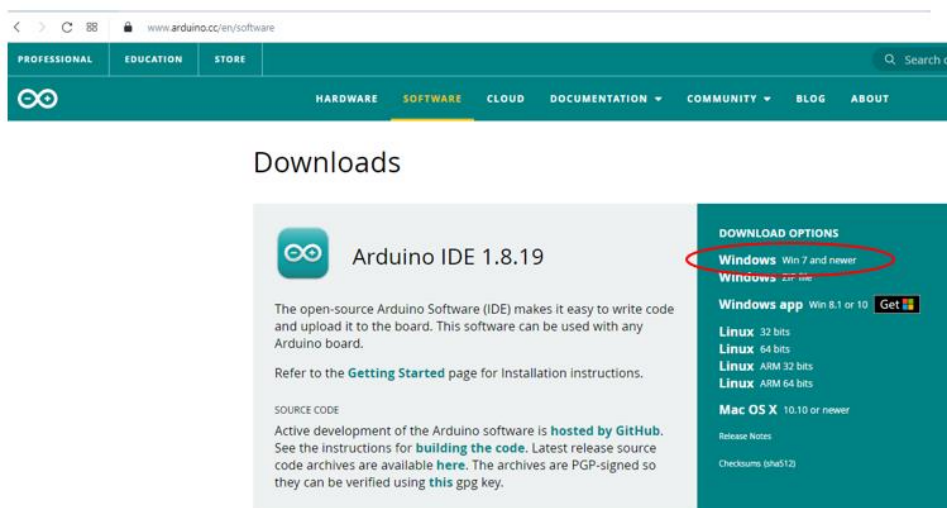 www.arduino.cc/en/software
PROFESSIONAL EDUCATION STORE
Search
HARDWARE SOFTWARE CLOUD DOCUMENTATION COMMUNITY BLOG ABOUT
Downloads
Arduino IDE 1.8.19
The open-source Arduino Software (IDE) makes it easy to write code
and upload it to the board. This software can be used with any
Arduino board.
Refer to the Getting Started page for Installation instructions.
SOURCE CODE
Active development of the Arduino software is hosted by GitHub.
See the instructions for building the code. Latest release source
code archives are available here. The archives are PGP-signed so
they can be verified using this gpg key.
DOWNLOAD OPTIONS
Windows Win 7 and newer
Windows ZIP file
Windows app Win 8.1 or 10 Get
Linux 32 bits
Linux 64 bits
Linux ARM 32 bits
Linux ARM 64 bits
Mac OS X 10.10 or newer
Release Notes
Checksums (sha512)